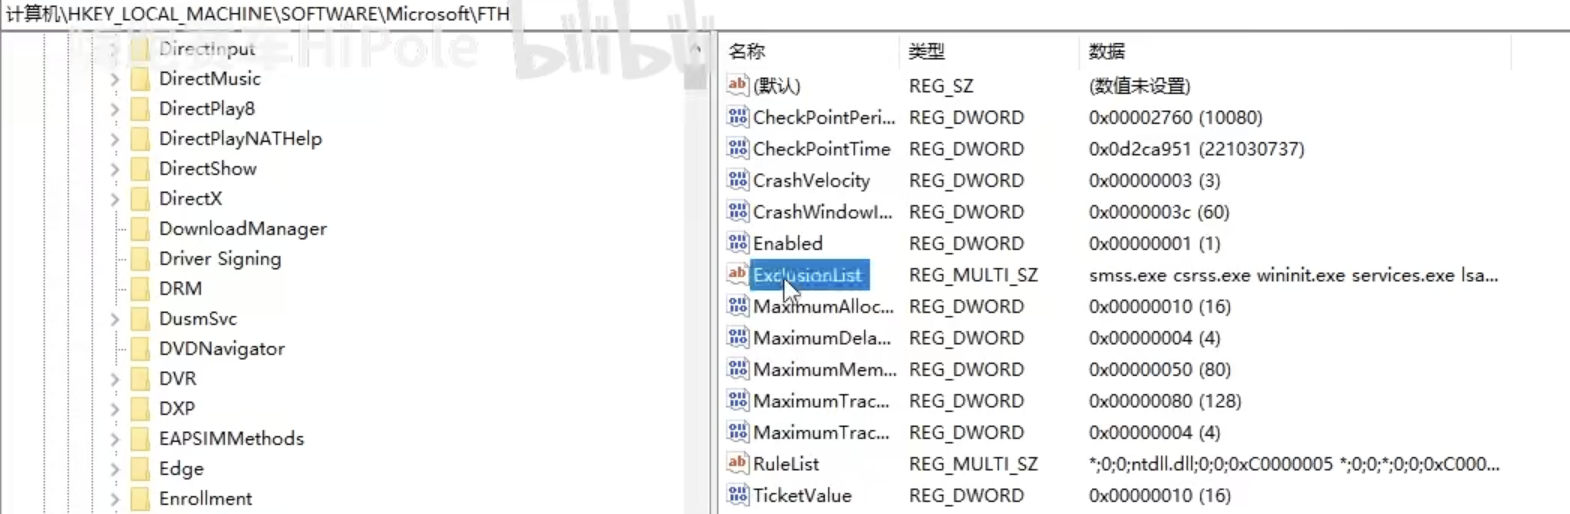 计算机\HKEY_LOCAL_MACHINE\SOFTWARE\Microsoft\FTH
HiPole bilibili
DirectInput
DirectMusic
DirectPlay8
DirectPlayNATHelp
DirectShow
DirectX
DownloadManager
Driver Signing
DRM
DusmSvc
DVDNavigator
DVR
DXP
EAPSIMMethods
Edge
Enrollment
名称 类型 数据
(默认) REG_SZ (数值未设置)
CheckPointPeri... REG_DWORD 0x00002760 (10080)
CheckPointTime REG_DWORD 0x0d2ca951 (221030737)
CrashVelocity REG_DWORD 0x00000003 (3)
CrashWindowI... REG_DWORD 0x0000003c (60)
Enabled REG_DWORD 0x00000001 (1)
ExclusionList REG_MULTI_SZ smss.exe csrss.exe wininit.exe services.exe lsa...
MaximumAlloc... REG_DWORD 0x00000010 (16)
MaximumDela... REG_DWORD 0x00000004 (4)
MaximumMem... REG_DWORD 0x00000050 (80)
MaximumTrac... REG_DWORD 0x00000080 (128)
MaximumTrac... REG_DWORD 0x00000004 (4)
RuleList REG_MULTI_SZ *;0;0;ntdll.dll;0;0;0xC0000005 *;0;0;*;0;0;0xC000...
TicketValue REG_DWORD 0x00000010 (16)